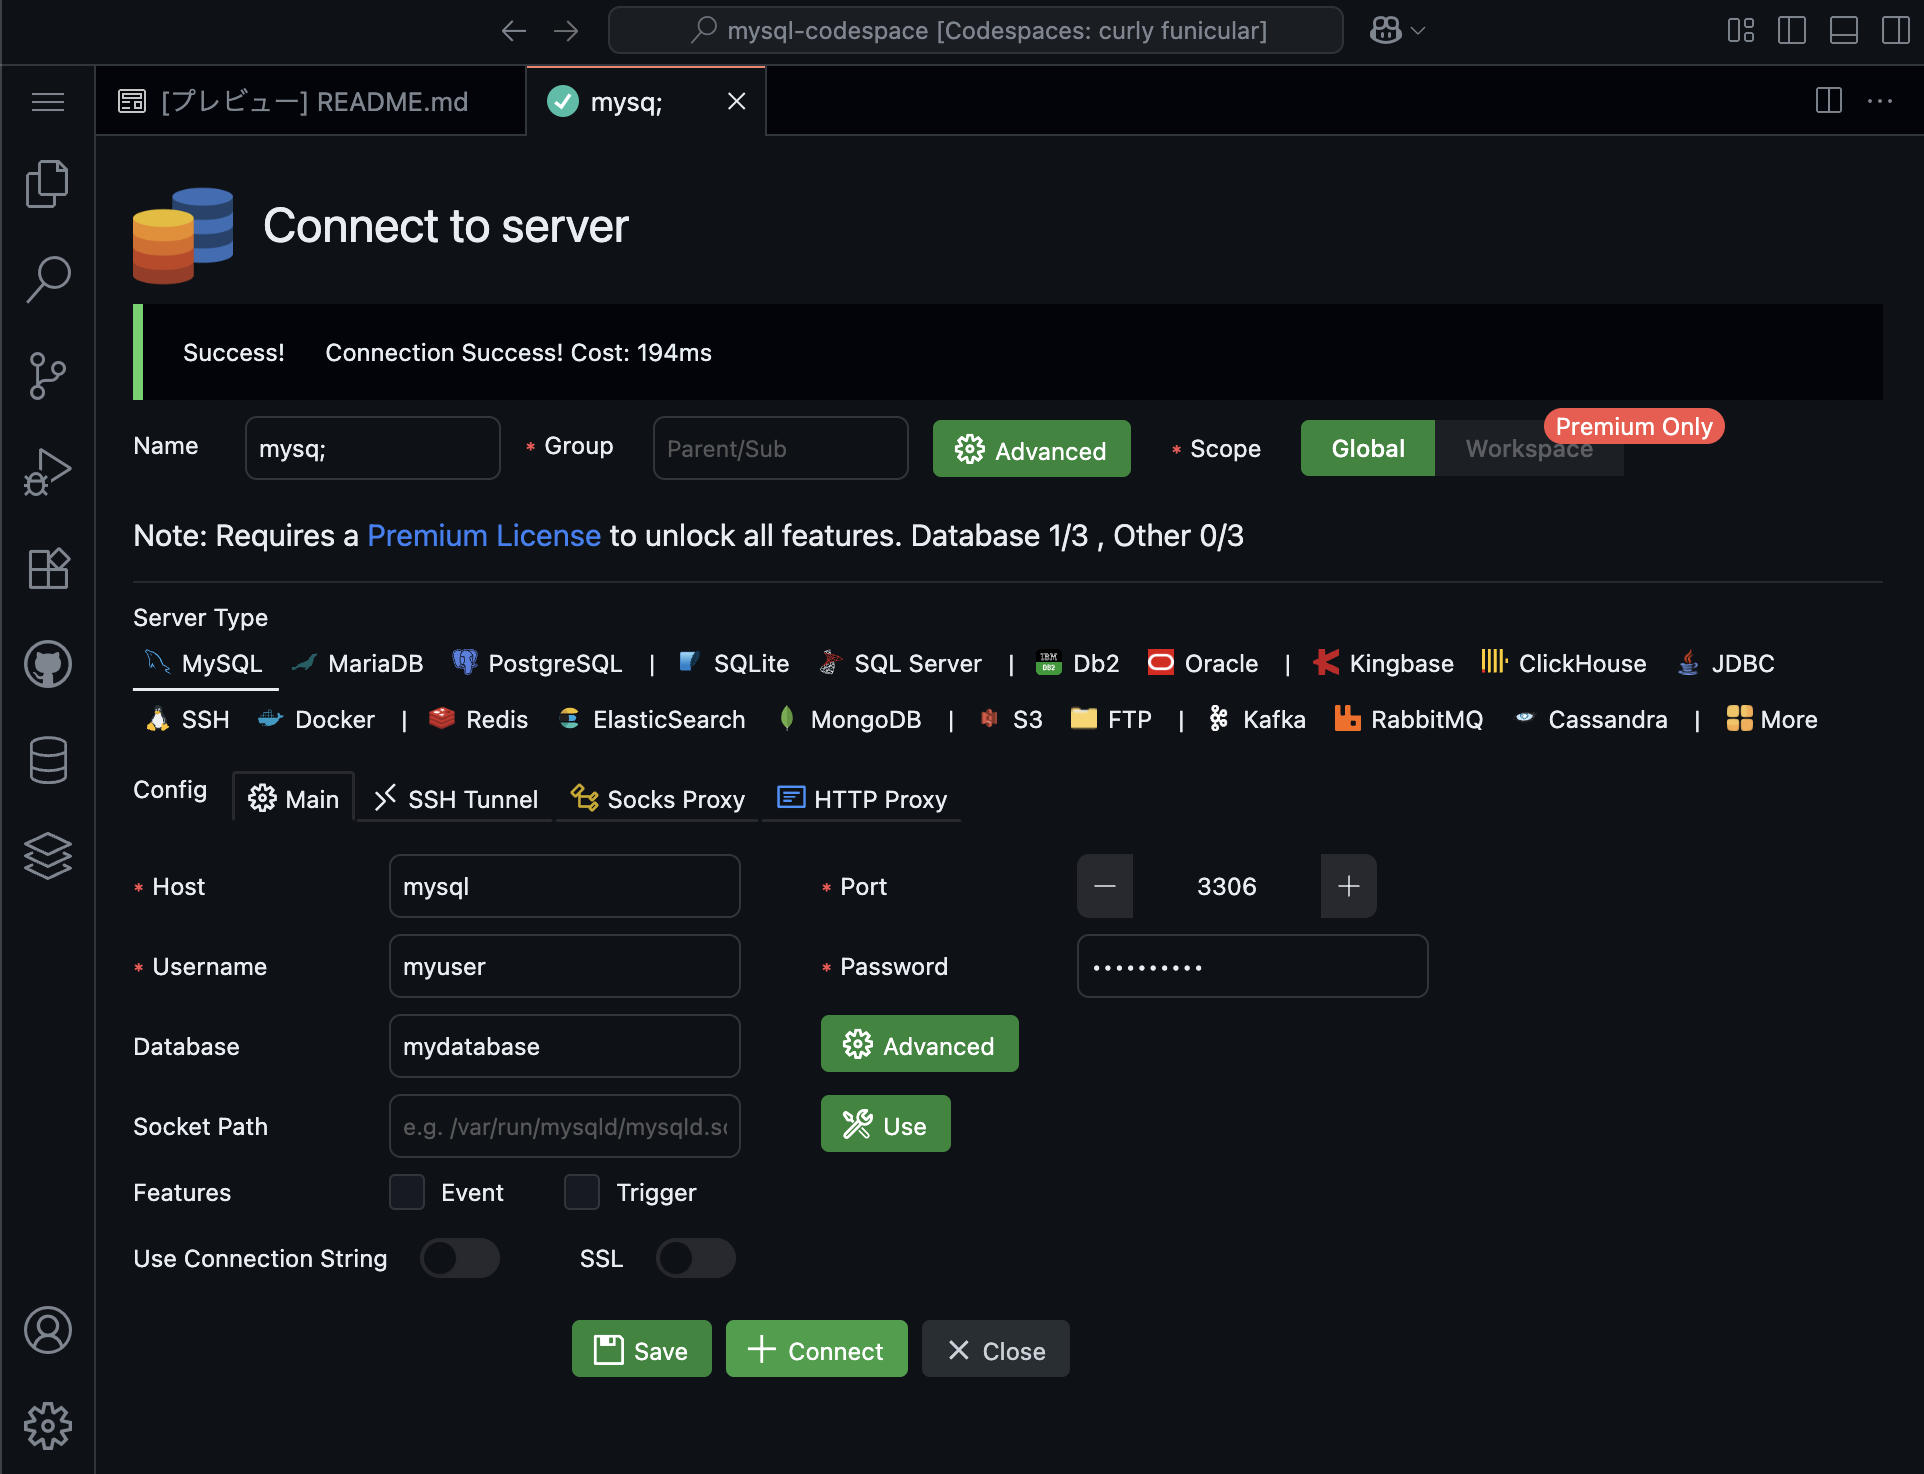 mysql-codespace [Codespaces: curly funicular]
[プレビュー] README.md
mysq;
Connect to server
Success! Connection Success! Cost: 194ms
Name mysq; * Group Parent/Sub Advanced * Scope Global Workspace Premium Only
Note: Requires a Premium License to unlock all features. Database 1/3 , Other 0/3
Server Type
MySQL MariaDB PostgreSQL | SQLite SQL Server | IBM DB2 Db2 Oracle | Kingbase ClickHouse JDBC
SSH Docker | Redis ElasticSearch MongoDB | S3 FTP | Kafka RabbitMQ Cassandra | More
Config Main SSH Tunnel Socks Proxy HTTP Proxy
* Host mysql * Port 3306
* Username myuser * Password ••••••••••
Database mydatabase Advanced
Socket Path e.g. /var/run/mysqld/mysqld.so Use
Features Event Trigger
Use Connection String SSL
Save Connect Close